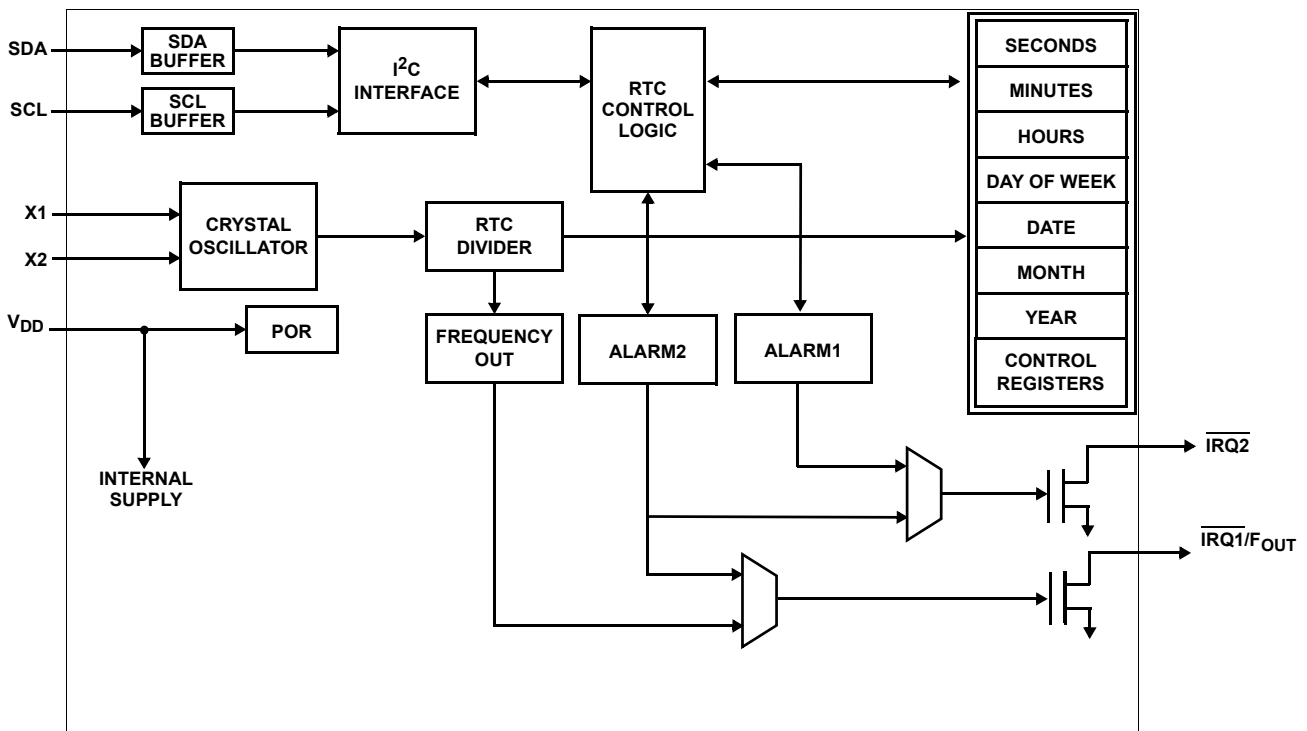 SDA
SDA
BUFFER
SCL
SCL
BUFFER
I²C
INTERFACE
RTC
CONTROL
LOGIC
SECONDS
MINUTES
HOURS
DAY OF WEEK
DATE
MONTH
YEAR
CONTROL
REGISTERS
X1
X2
CRYSTAL
OSCILLATOR
RTC
DIVIDER
VDD
POR
FREQUENCY
OUT
ALARM2
ALARM1
INTERNAL
SUPPLY
IRQ2
IRQ1/FOUT